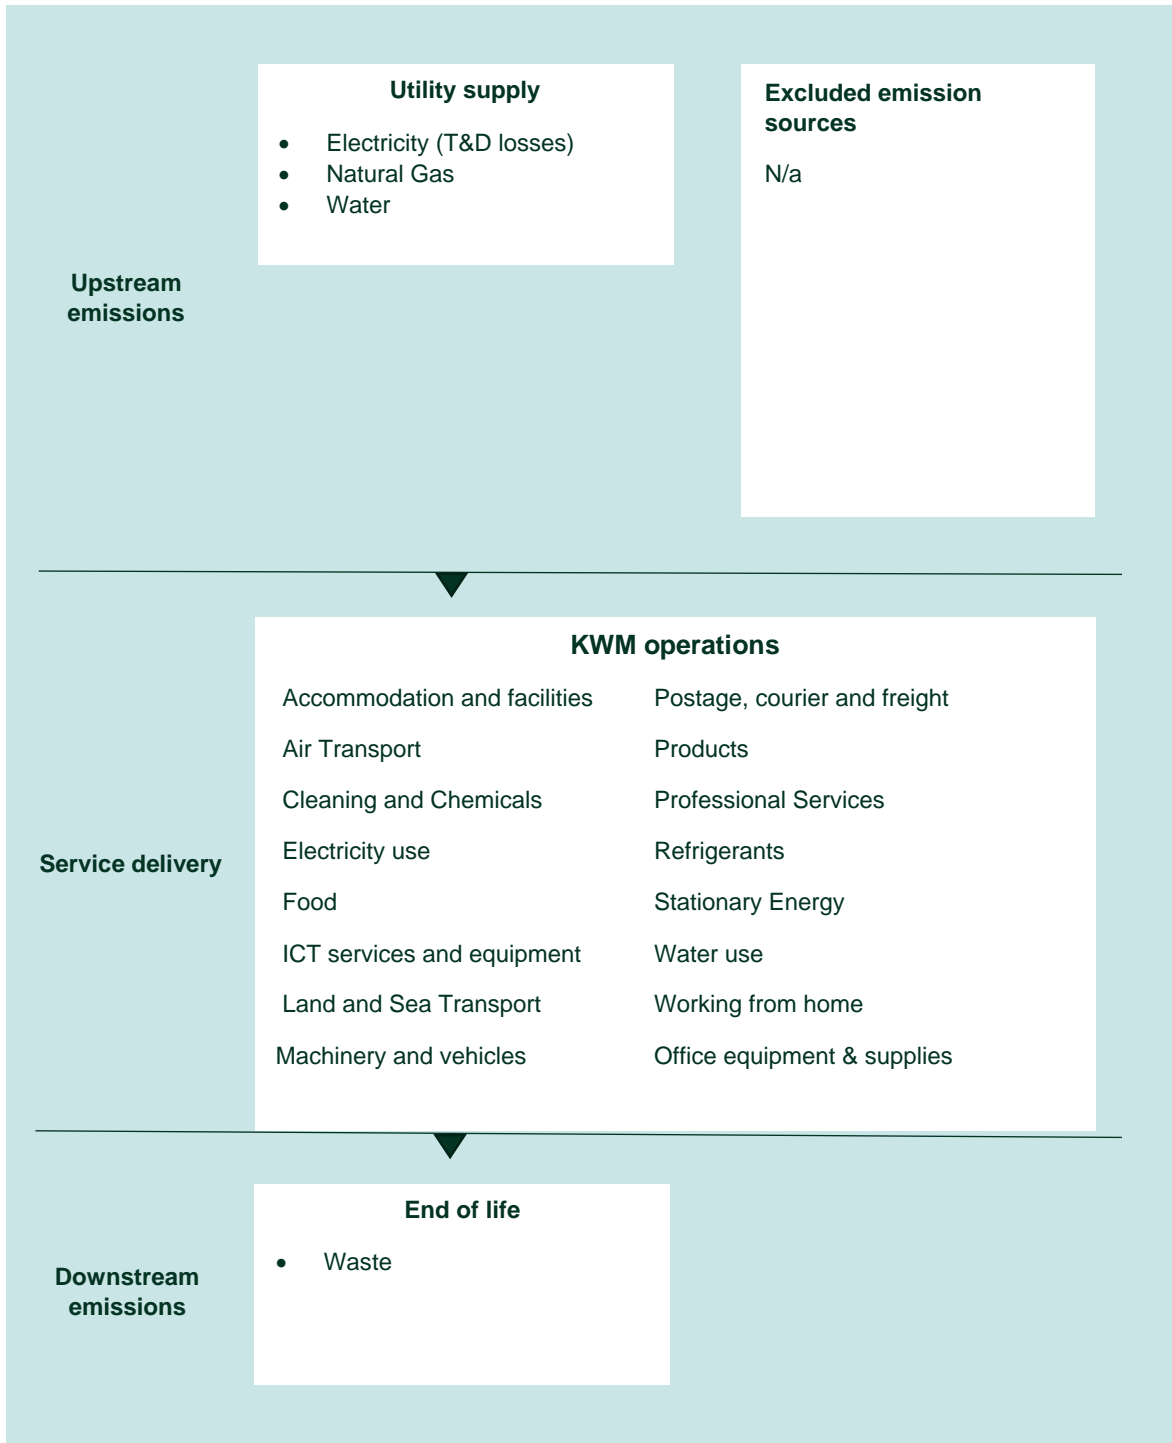 Utility supply
• Electricity (T&D losses)
• Natural Gas
• Water
Excluded emission
sources
N/a
Upstream
emissions
KWM operations
Accommodation and facilities
Air Transport
Cleaning and Chemicals
Electricity use
Food
ICT services and equipment
Land and Sea Transport
Machinery and vehicles
Postage, courier and freight
Products
Professional Services
Refrigerants
Stationary Energy
Water use
Working from home
Office equipment & supplies
Service delivery
End of life
• Waste
Downstream
emissions